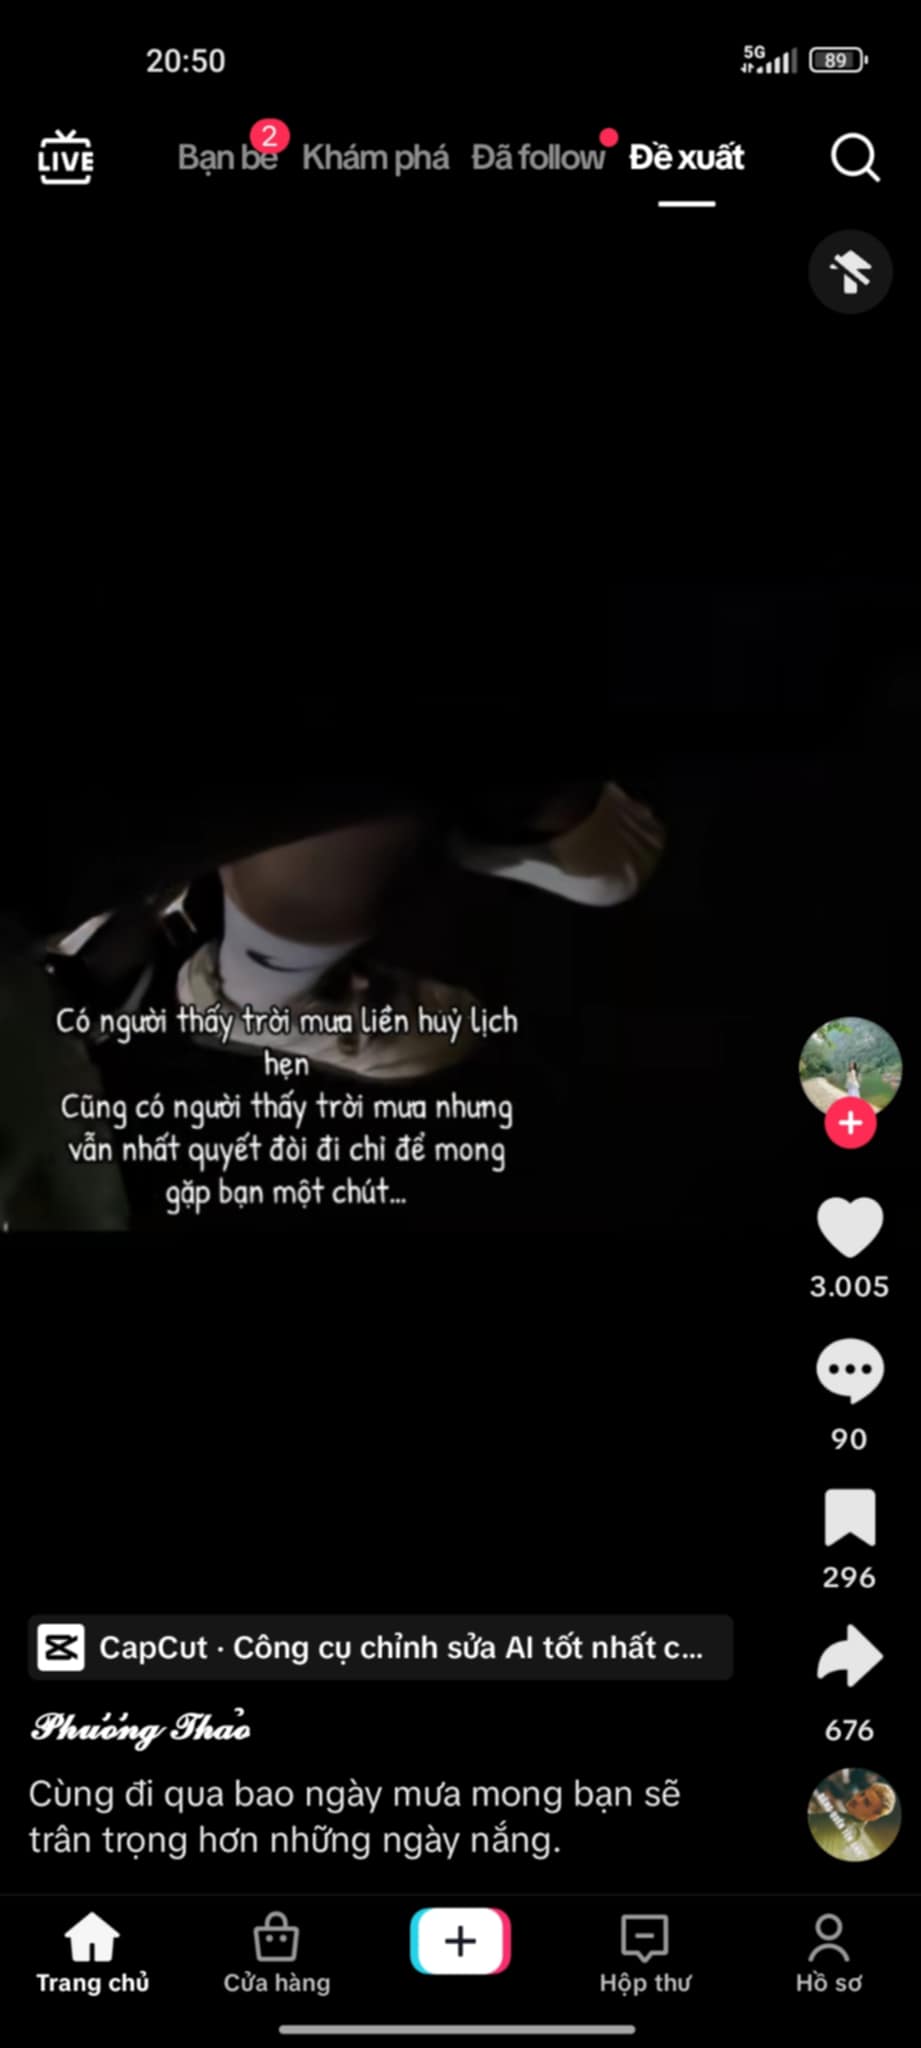 20:50
5G
89
LIVE
Bạn bè
2
Khám phá
Đã follow
Đề xuất
Có người thấy trời mưa liền huỷ lịch
hẹn
Cũng có người thấy trời mưa nhưng
vẫn nhất quyết đòi đi chỉ để mong
gặp bạn một chút...
3.005
90
296
CapCut · Công cụ chỉnh sửa AI tốt nhất c...
676
Phương Thảo
Cùng đi qua bao ngày mưa mong bạn sẽ
trân trọng hơn những ngày nắng.
Trang chủ
Cửa hàng
Hộp thư
Hồ sơ